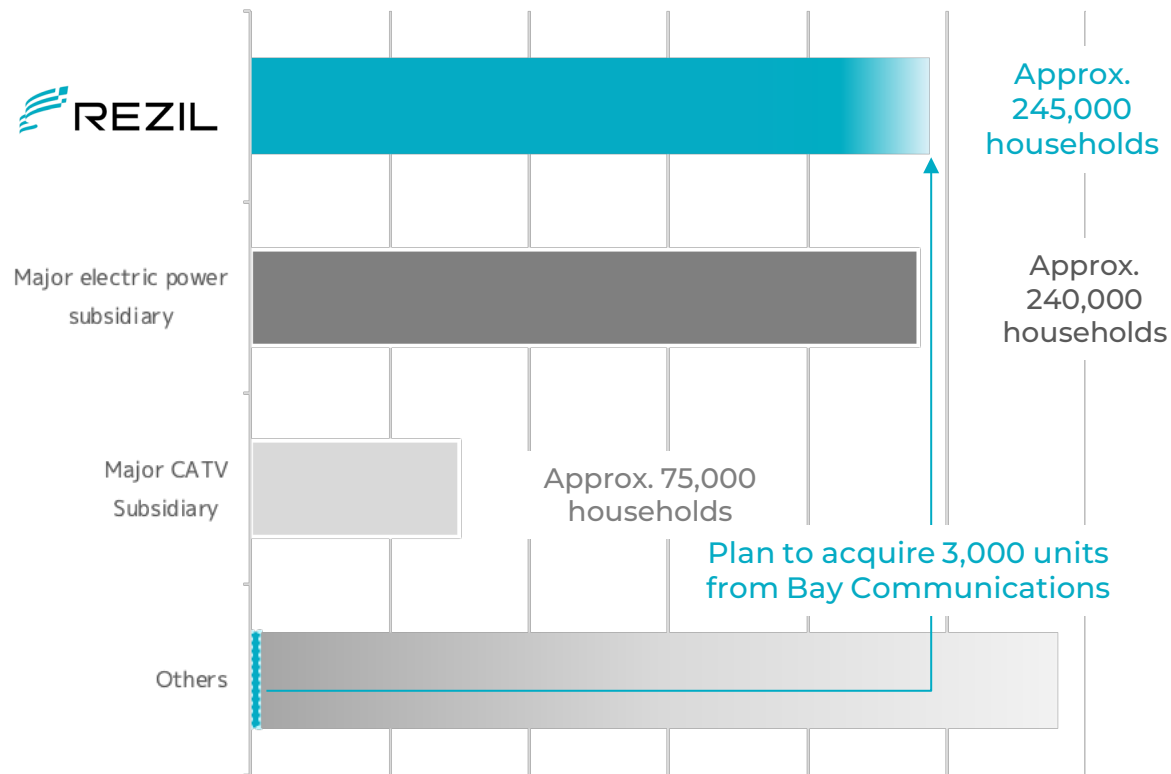 REZIL
Approx.
245,000
households
Major electric power
subsidiary
Approx.
240,000
households
Major CATV
Subsidiary
Approx. 75,000
households
Plan to acquire 3,000 units
from Bay Communications
Others